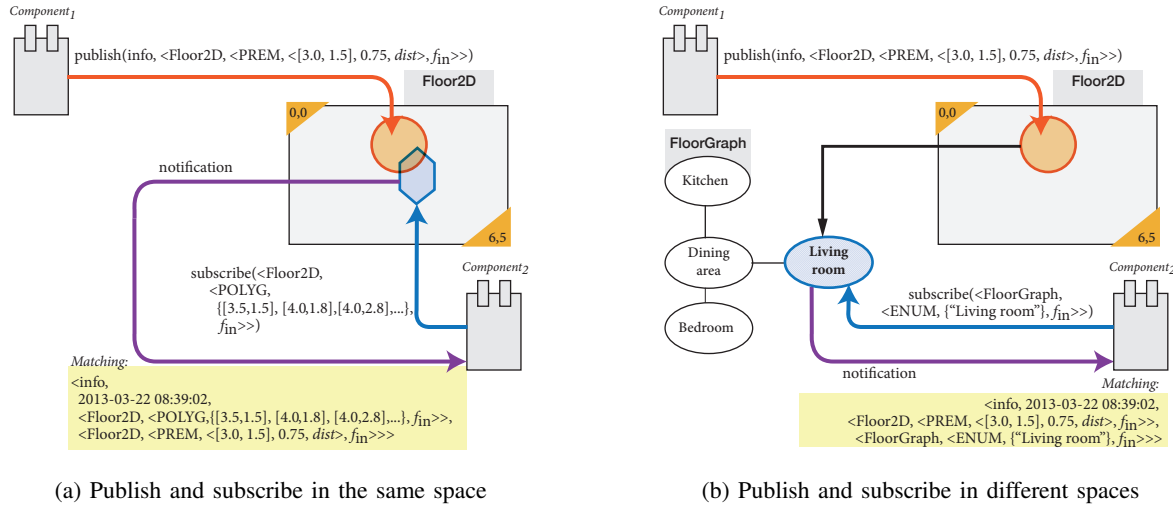 Component1
publish(info, <Floor2D, <PREM, <[3.0, 1.5], 0.75, dist>, fin>>)
Floor2D
0,0
notification
6,5
subscribe(<Floor2D,
<POLYG,
{[3.5,1.5], [4.0,1.8],[4.0,2.8],...},
fin>>)
Component2
Matching:
<info,
2013-03-22 08:39:02,
<Floor2D, <POLYG,{[3.5,1.5], [4.0,1.8], [4.0,2.8],...}, fin>>,
<Floor2D, <PREM, <[3.0, 1.5], 0.75, dist>, fin>>>
(a) Publish and subscribe in the same space
Component1
publish(info, <Floor2D, <PREM, <[3.0, 1.5], 0.75, dist>, fin>>)
Floor2D
0,0
FloorGraph
Kitchen
6,5
Dining
area
Living
room
Bedroom
Component2
subscribe(<FloorGraph,
<ENUM, {“Living room”}, fin>>)
notification
Matching:
<info, 2013-03-22 08:39:02,
<Floor2D, <PREM, <[3.0, 1.5], 0.75, dist>, fin>>,
<FloorGraph, <ENUM, {“Living room”}, fin>>>
(b) Publish and subscribe in different spaces